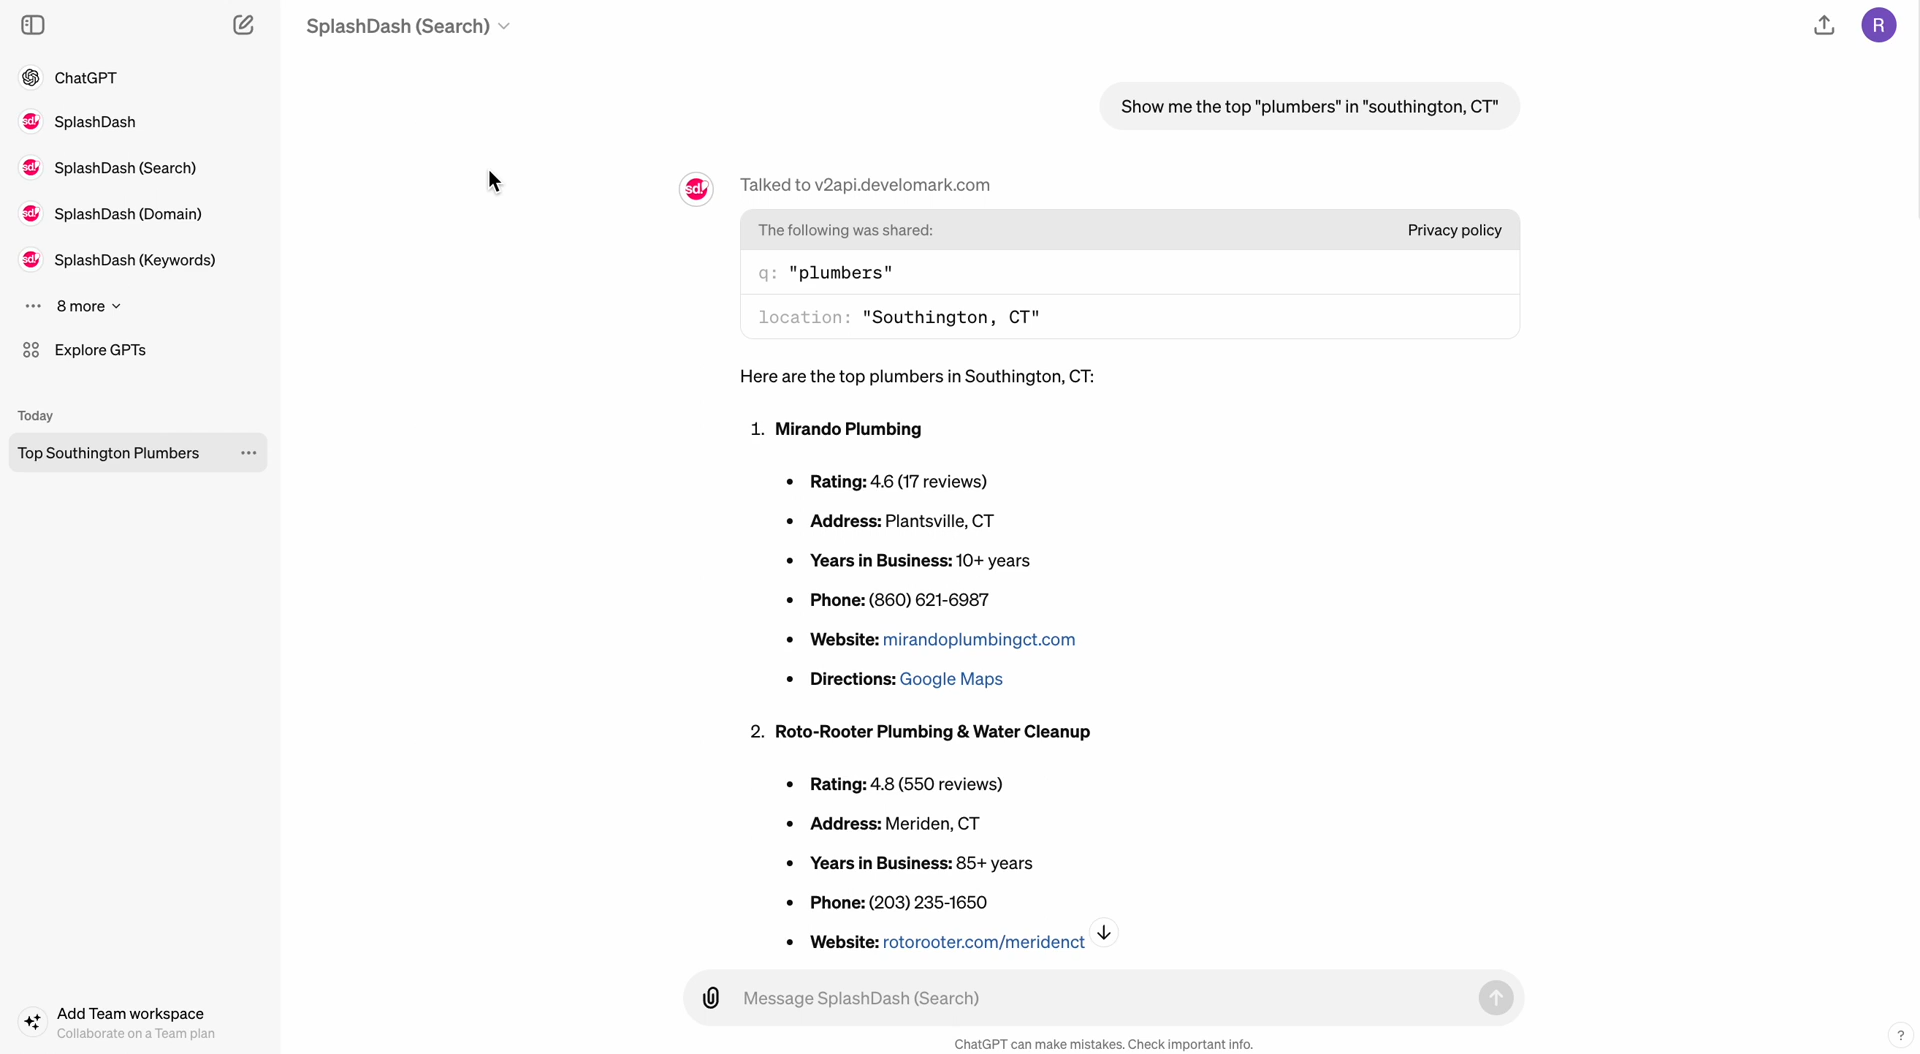 SplashDash (Search)
R
ChatGPT
sd! SplashDash
sd! SplashDash (Search)
sd! SplashDash (Domain)
sd! SplashDash (Keywords)
8 more
Explore GPTs
Today
Top Southington Plumbers
Add Team workspace
Collaborate on a Team plan
Show me the top "plumbers" in "southington, CT"
sd! Talked to v2api.develomark.com
The following was shared: Privacy policy
q: "plumbers"
location: "Southington, CT"
Here are the top plumbers in Southington, CT:
1. Mirando Plumbing
• Rating: 4.6 (17 reviews)
• Address: Plantsville, CT
• Years in Business: 10+ years
• Phone: (860) 621-6987
• Website: mirandoplumbingct.com
• Directions: Google Maps
2. Roto-Rooter Plumbing & Water Cleanup
• Rating: 4.8 (550 reviews)
• Address: Meriden, CT
• Years in Business: 85+ years
• Phone: (203) 235-1650
• Website: rotorooter.com/meridenct
Message SplashDash (Search)
ChatGPT can make mistakes. Check important info.
?